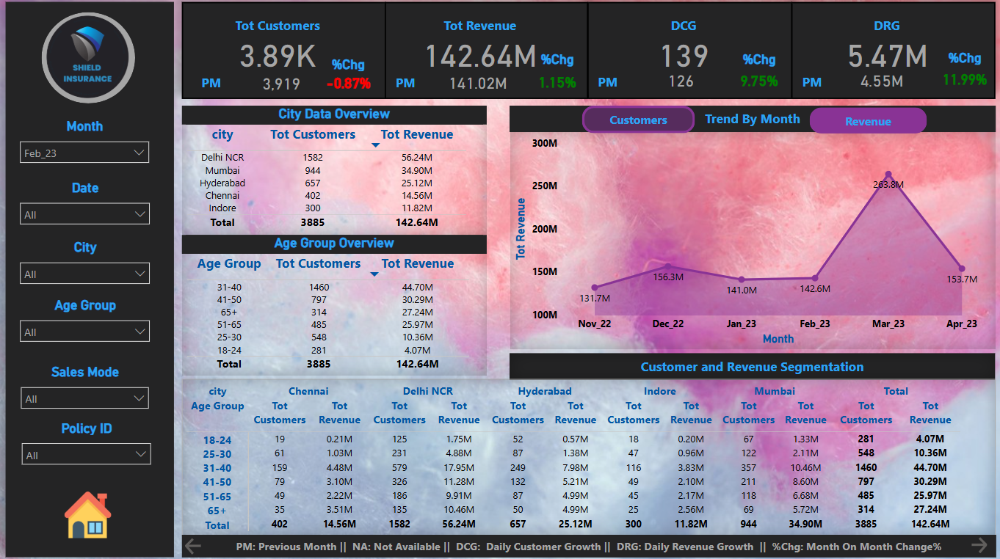 SHIELD
INSURANCE
Month
Feb_23
Date
All
City
All
Age Group
All
Sales Mode
All
Policy ID
All
Tot Customers
3.89K %Chg
PM 3,919 -0.87%
Tot Revenue
142.64M %Chg
PM 141.02M 1.15%
DCG
139 %Chg
PM 126 9.75%
DRG
5.47M %Chg
PM 4.55M 11.99%
City Data Overview
city Tot Customers Tot Revenue
Delhi NCR 1582 56.24M
Mumbai 944 34.90M
Hyderabad 657 25.12M
Chennai 402 14.56M
Indore 300 11.82M
Total 3885 142.64M
Age Group Overview
Age Group Tot Customers Tot Revenue
31-40 1460 44.70M
41-50 797 30.29M
65+ 314 27.24M
51-65 485 25.97M
25-30 548 10.36M
18-24 281 4.07M
Total 3885 142.64M
Customers Trend By Month Revenue
Tot Revenue
300M
250M
200M
150M
100M
131.7M
156.3M
141.0M
142.6M
263.8M
153.7M
Nov_22 Dec_22 Jan_23 Feb_23 Mar_23 Apr_23
Month
Customer and Revenue Segmentation
city Chennai Delhi NCR Hyderabad Indore Mumbai Total
Age Group Tot Tot Tot Tot Tot Tot Tot Tot Tot Tot Tot Tot
Customers Revenue Customers Revenue Customers Revenue Customers Revenue Customers Revenue Customers Revenue
18-24 19 0.21M 125 1.75M 52 0.57M 18 0.20M 67 1.33M 281 4.07M
25-30 61 1.03M 231 4.88M 87 1.38M 47 0.96M 122 2.11M 548 10.36M
31-40 159 4.48M 579 17.95M 249 7.98M 116 3.83M 357 10.46M 1460 44.70M
41-50 79 3.10M 326 11.28M 132 5.21M 49 2.10M 211 8.60M 797 30.29M
51-65 49 2.22M 186 9.91M 87 4.99M 45 2.17M 118 6.68M 485 25.97M
65+ 35 3.51M 135 10.46M 50 4.99M 25 2.56M 69 5.72M 314 27.24M
Total 402 14.56M 1582 56.24M 657 25.12M 300 11.82M 944 34.90M 3885 142.64M
PM: Previous Month || NA: Not Available || DCG: Daily Customer Growth || DRG: Daily Revenue Growth || %Chg: Month On Month Change%